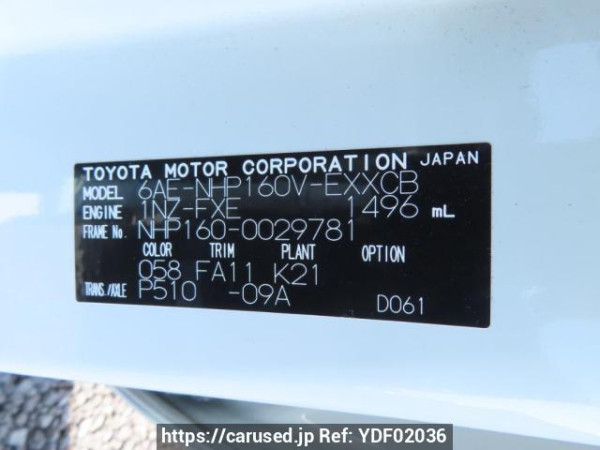 TOYOTA MOTOR CORPORATION JAPAN
MODEL 6AE-NHP160V-EXXCB
ENGINE 1NZ-FXE 1496 mL
FRAME No. NHP160-0029781
COLOR TRIM PLANT OPTION
058 FA11 K21
TRANS./AXLE P510 -09A
D061
https://carused.jp Ref: YDF02036